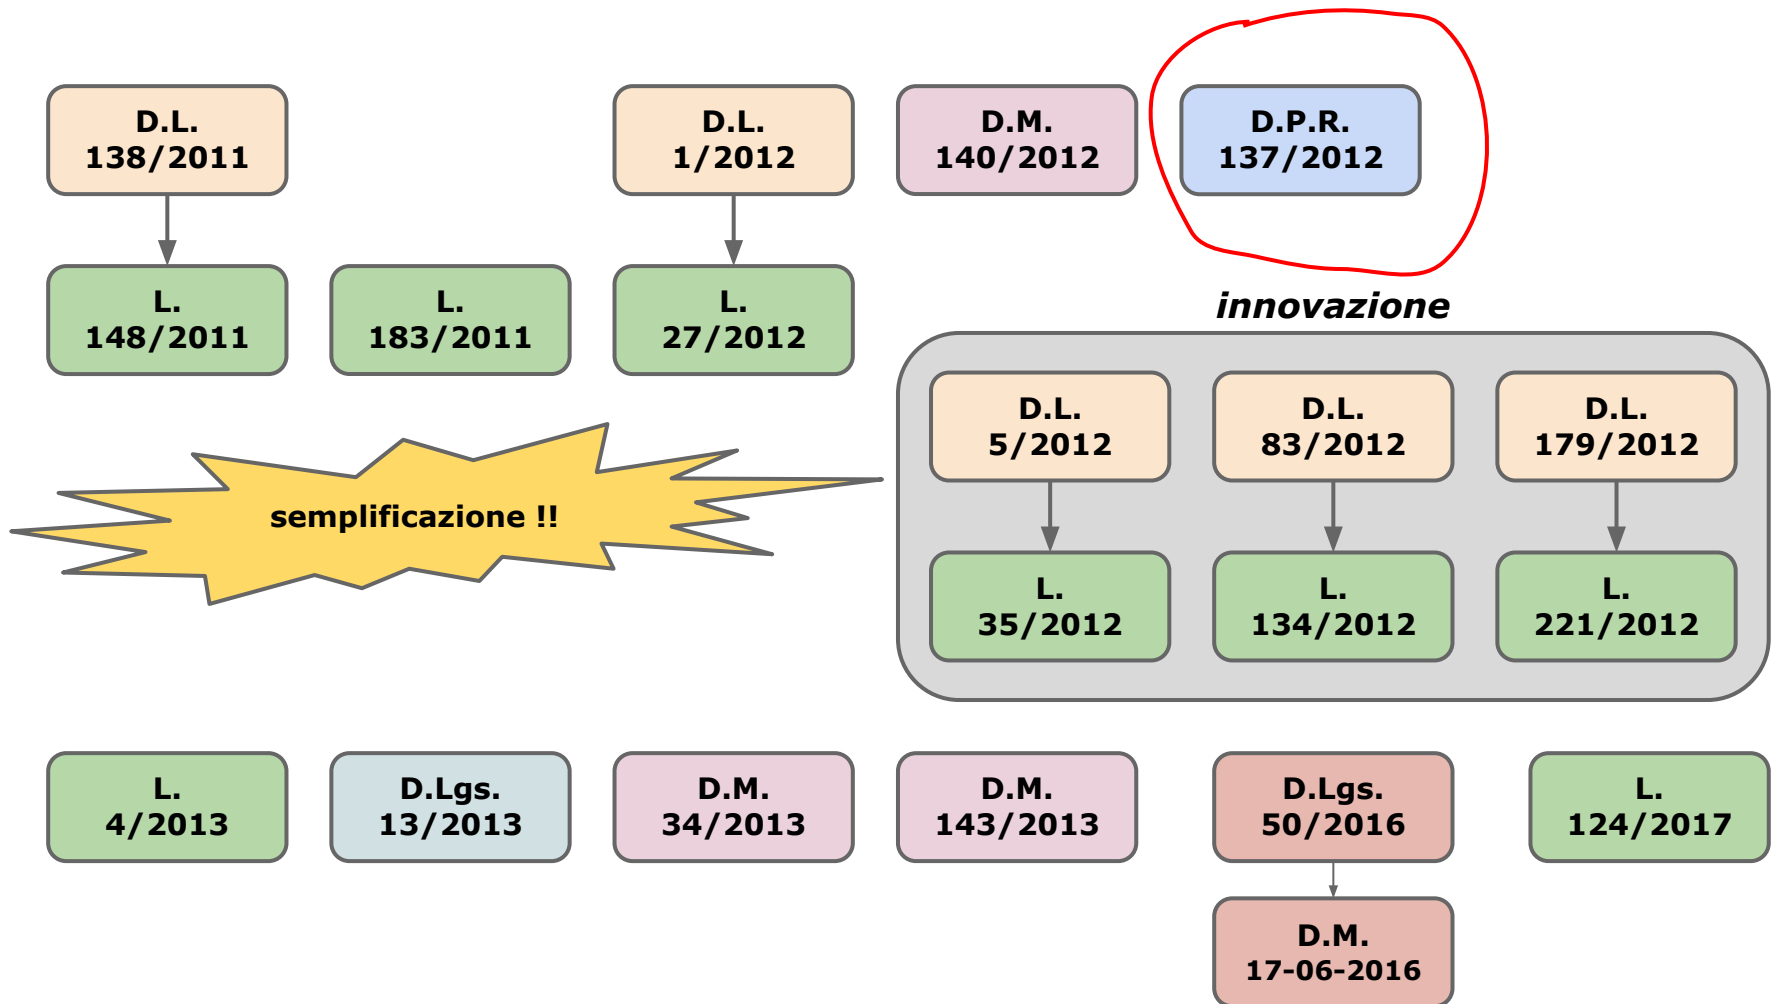 D.L.
138/2011
D.L.
1/2012
D.M.
140/2012
D.P.R.
137/2012
L.
148/2011
L.
183/2011
L.
27/2012
innovazione
D.L.
5/2012
D.L.
83/2012
D.L.
179/2012
semplificazione !!
L.
35/2012
L.
134/2012
L.
221/2012
L.
4/2013
D.Lgs.
13/2013
D.M.
34/2013
D.M.
143/2013
D.Lgs.
50/2016
L.
124/2017
D.M.
17-06-2016